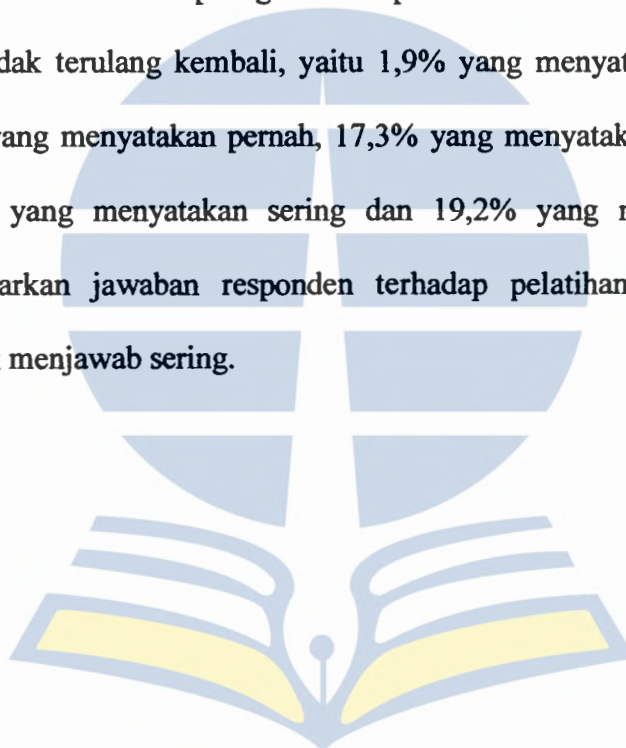 dak terulang kembali, yaitu 1,9% yang menyat
ang menyatakan pernah, 17,3% yang menyatak
yang menyatakan sering dan 19,2% yang
arkan jawaban responden terhadap pelatihan
menjawab sering.